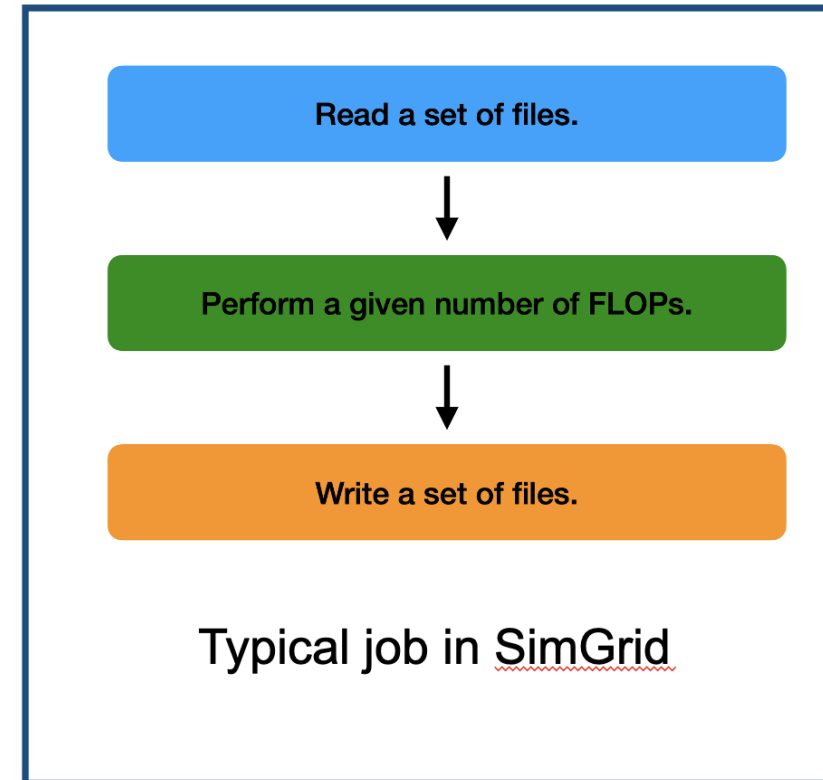 Read a set of files.
Perform a given number of FLOPs.
Write a set of files.
Typical job in SimGrid